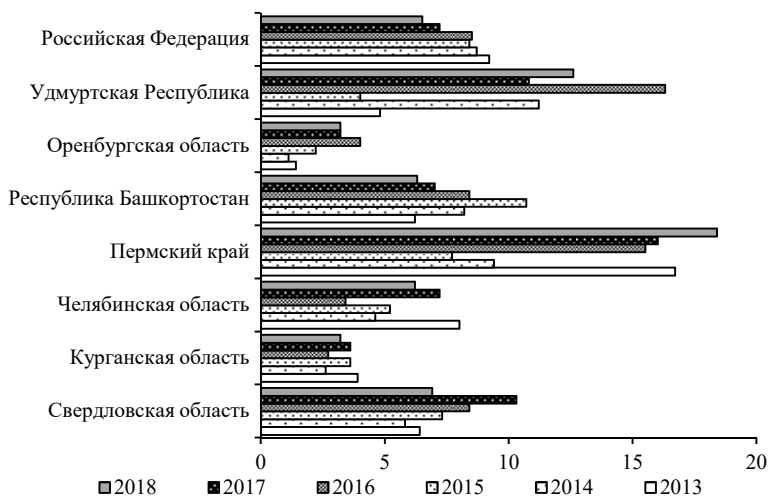 Российская Федерация
Удмуртская Республика
Оренбургская область
Республика Башкортостан
Пермский край
Челябинская область
Курганская область
Свердловская область
0 5 10 15 20
2018 2017 2016 2015 2014 2013